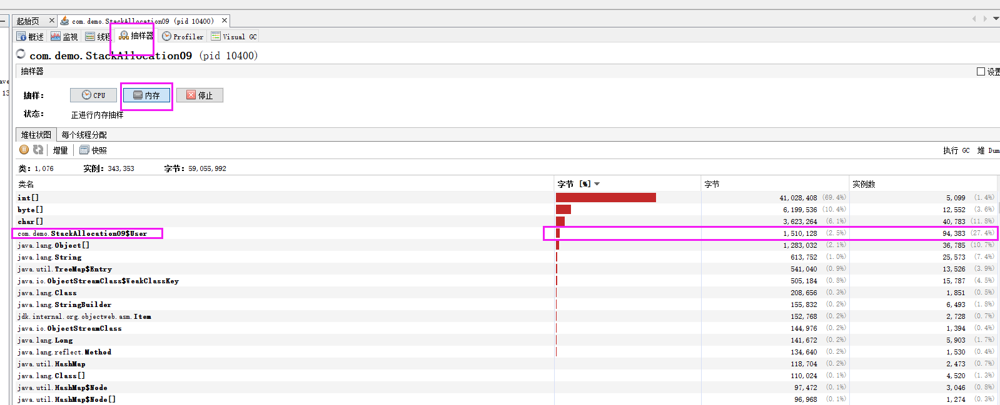 起始页 × com.demo.StackAllocation09 (pid 10400) ×
概述 监视 线程 抽样器 Profiler Visual GC
com.demo.StackAllocation09 (pid 10400)
抽样器 设置
抽样： CPU 内存 停止
状态： 正进行内存抽样
堆柱状图 每个线程分配
增量 快照 执行 GC 堆 Dum
类：1,076 实例：343,353 字节：59,055,992
类名 字节 [%] 字节 实例数
int[] 41,028,408 (69.4%) 5,099 (1.4%)
byte[] 6,199,536 (10.4%) 12,552 (3.6%)
char[] 3,623,264 (6.1%) 40,783 (11.8%)
com.demo.StackAllocation09$User 1,510,128 (2.5%) 94,383 (27.4%)
java.lang.Object[] 1,283,032 (2.1%) 36,785 (10.7%)
java.lang.String 613,752 (1.0%) 25,573 (7.4%)
java.util.TreeMap$Entry 541,040 (0.9%) 13,526 (3.9%)
java.io.ObjectStreamClass$WeakClassKey 505,184 (0.8%) 15,787 (4.5%)
java.lang.Class 208,656 (0.3%) 1,851 (0.5%)
java.lang.StringBuilder 155,832 (0.2%) 6,493 (1.8%)
jdk.internal.org.objectweb.asm.Item 152,768 (0.2%) 2,728 (0.7%)
java.io.ObjectStreamClass 144,976 (0.2%) 1,394 (0.4%)
java.lang.Long 141,672 (0.2%) 5,903 (1.7%)
java.lang.reflect.Method 134,640 (0.2%) 1,530 (0.4%)
java.util.HashMap 118,704 (0.2%) 2,473 (0.7%)
java.lang.Class[] 110,024 (0.1%) 4,520 (1.3%)
java.util.HashMap$Node 97,472 (0.1%) 3,046 (0.8%)
java.util.HashMap$Node[] 96,968 (0.1%) 1,274 (0.3%)